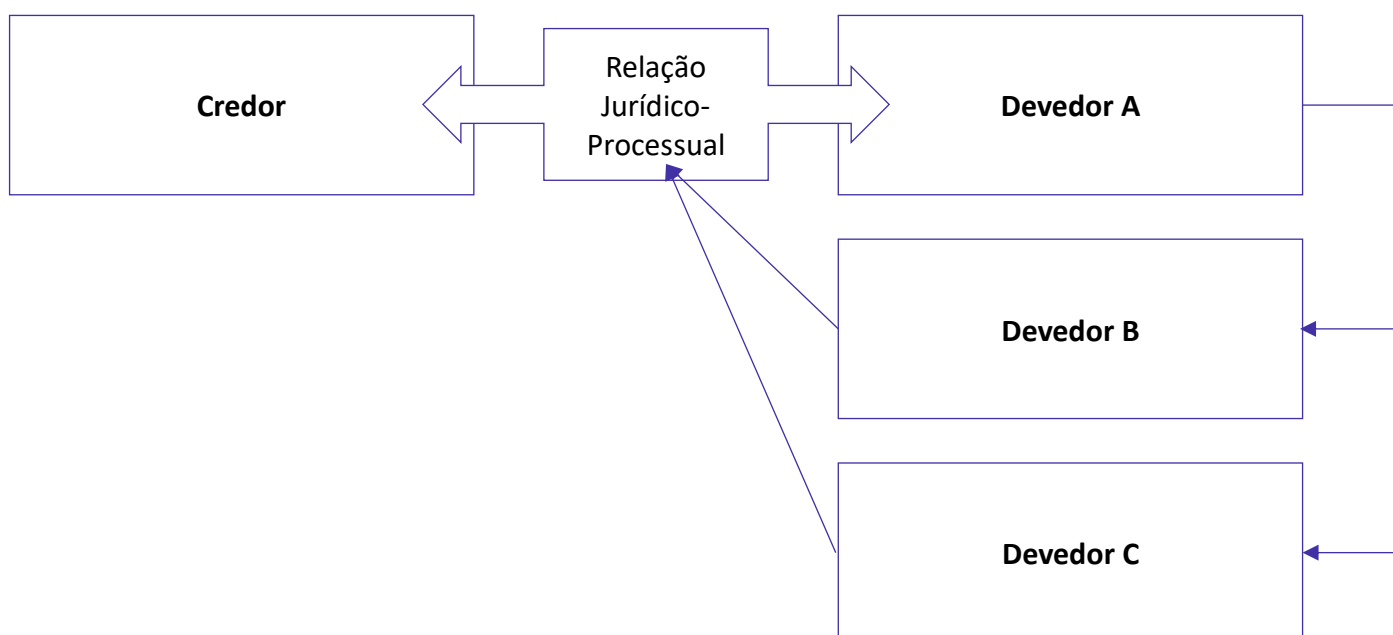 Credor
Relação
Jurídico-
Processual
Devedor A
Devedor B
Devedor C